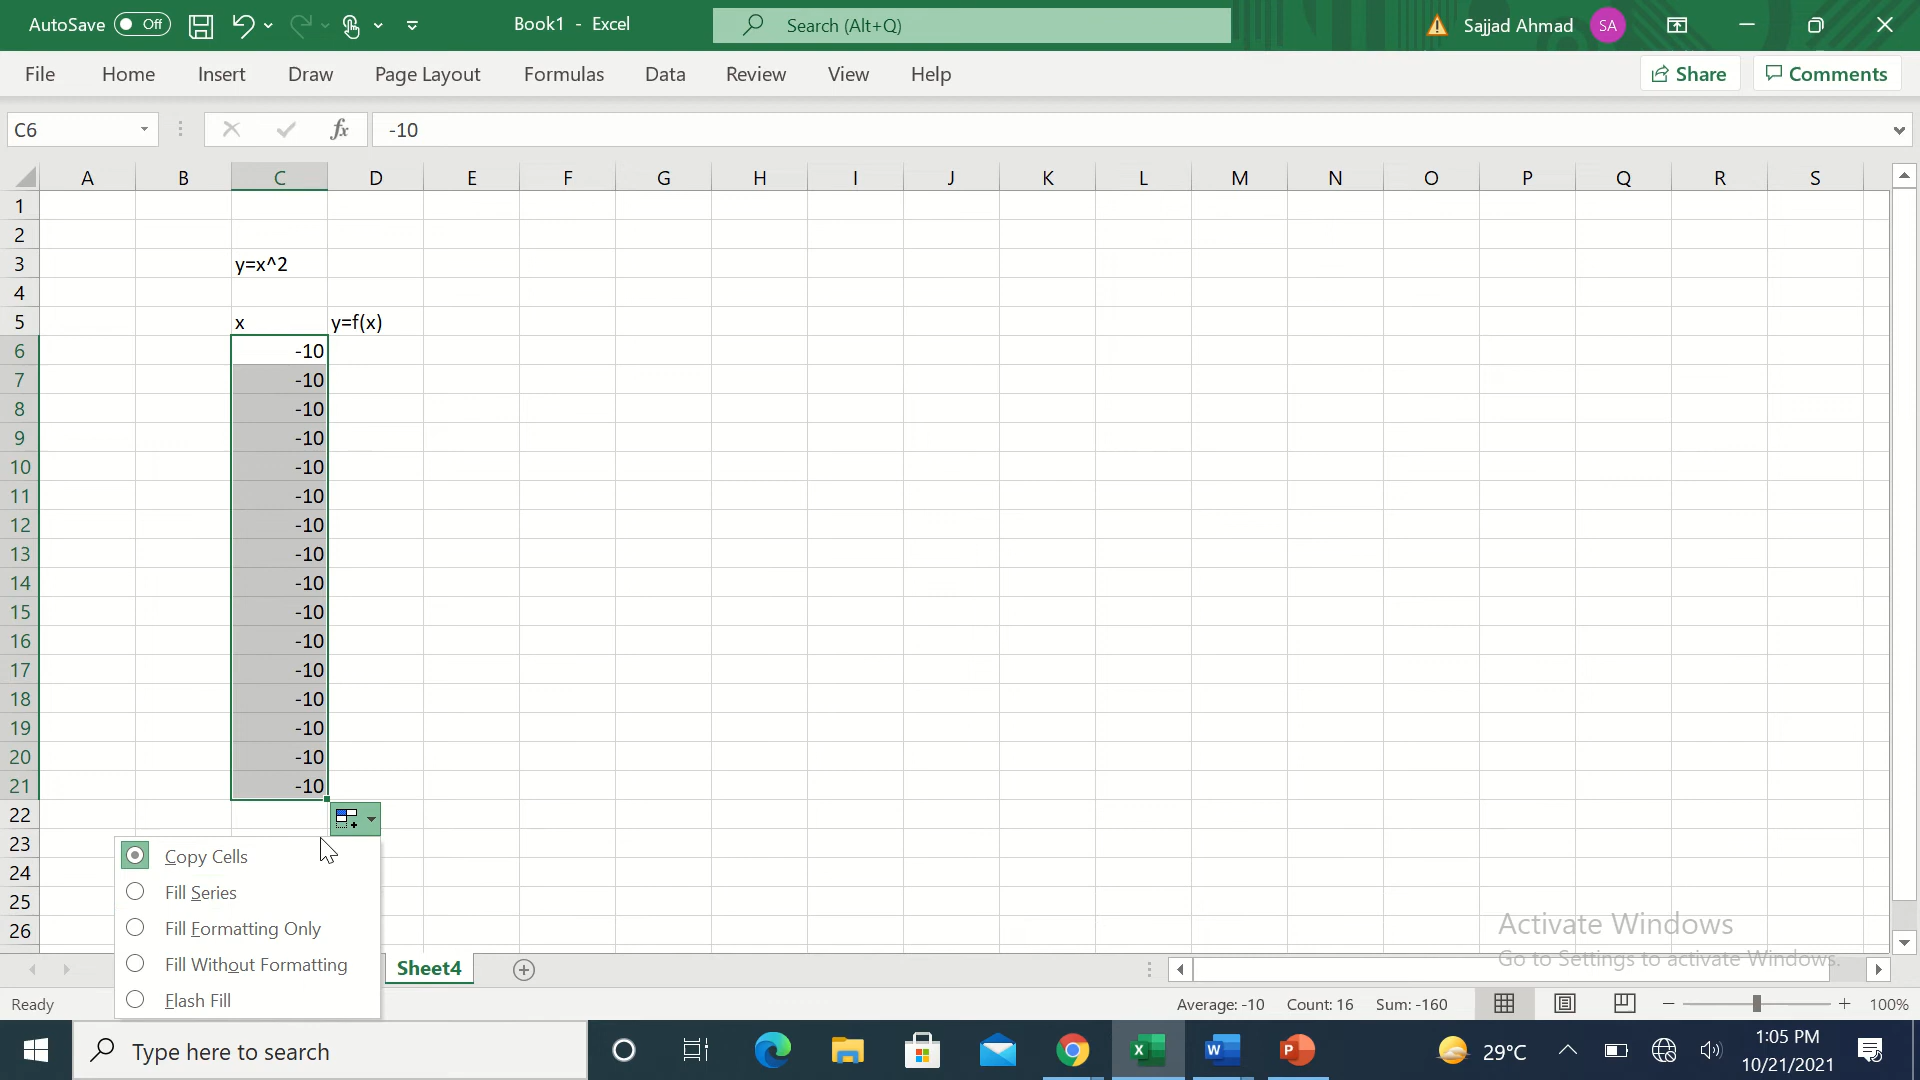 AutoSave Off Book1 - Excel Search (Alt+Q) Sajjad Ahmad SA
File Home Insert Draw Page Layout Formulas Data Review View Help Share Comments
C6 fx -10
A B C D E F G H I J K L M N O P Q R S
1
2
3 y=x^2
4
5 x y=f(x)
6 -10
7 -10
8 -10
9 -10
10 -10
11 -10
12 -10
13 -10
14 -10
15 -10
16 -10
17 -10
18 -10
19 -10
20 -10
21 -10
22
23
24
25
26
Copy Cells
Fill Series
Fill Formatting Only
Fill Without Formatting
Flash Fill
Activate Windows
Go to Settings to activate Windows.
Sheet4
Ready Average: -10 Count: 16 Sum: -160 100%
Type here to search 29°C 1:05 PM
10/21/2021